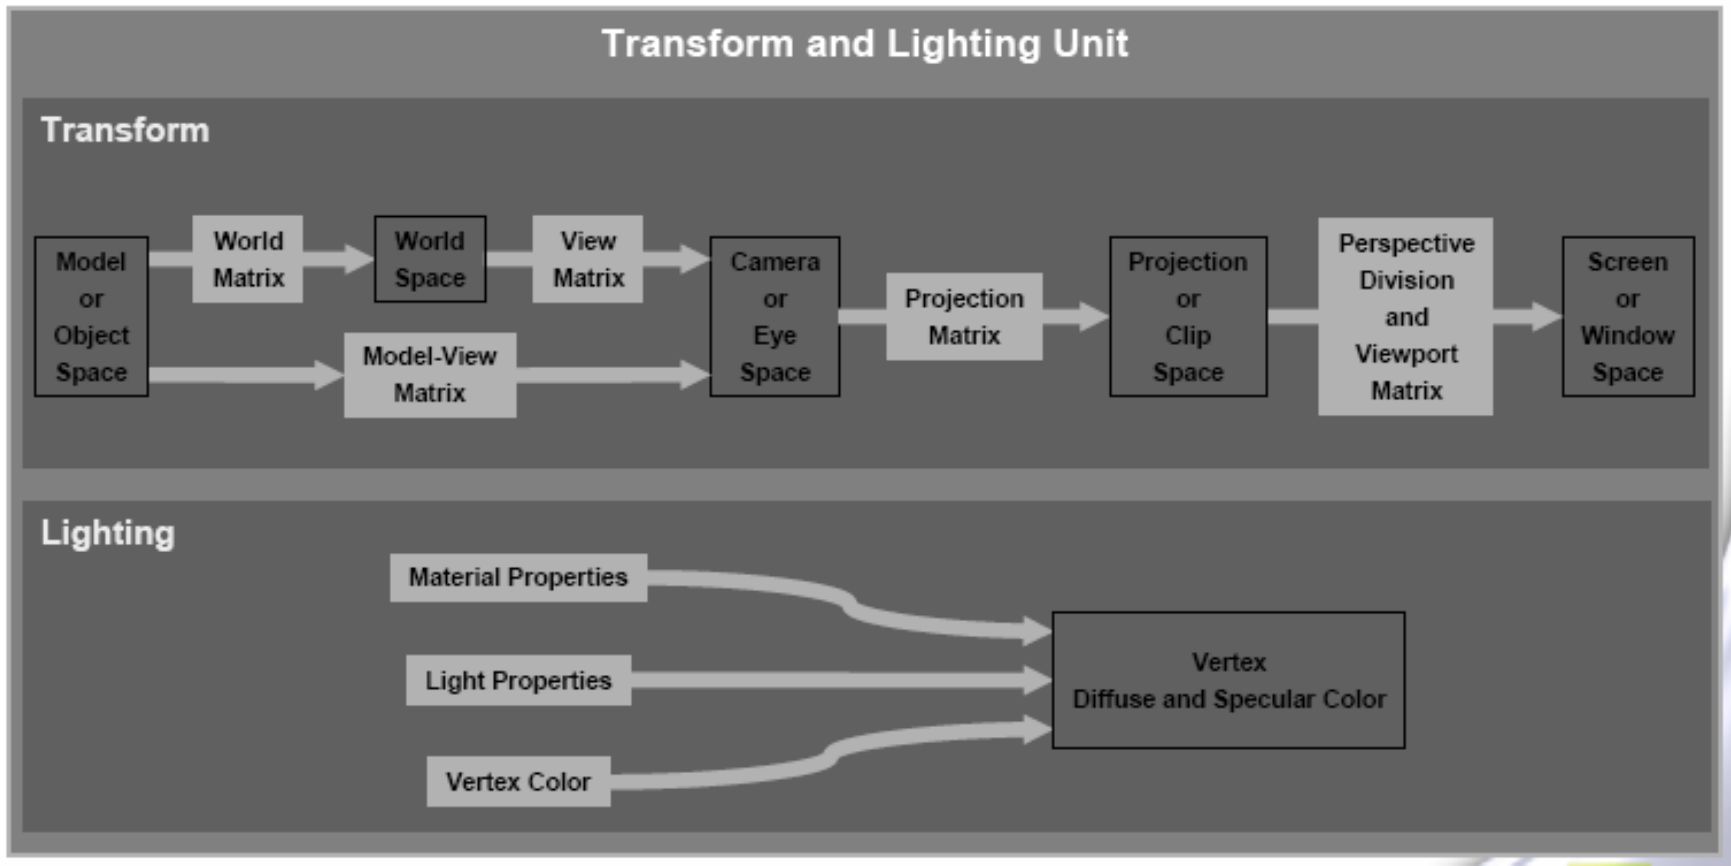 Transform and Lighting Unit
Transform
Model
or
Object
Space
World
Matrix
World
Space
View
Matrix
Model-View
Matrix
Camera
or
Eye
Space
Projection
Matrix
Projection
or
Clip
Space
Perspective
Division
and
Viewport
Matrix
Screen
or
Window
Space
Lighting
Material Properties
Light Properties
Vertex Color
Vertex
Diffuse and Specular Color